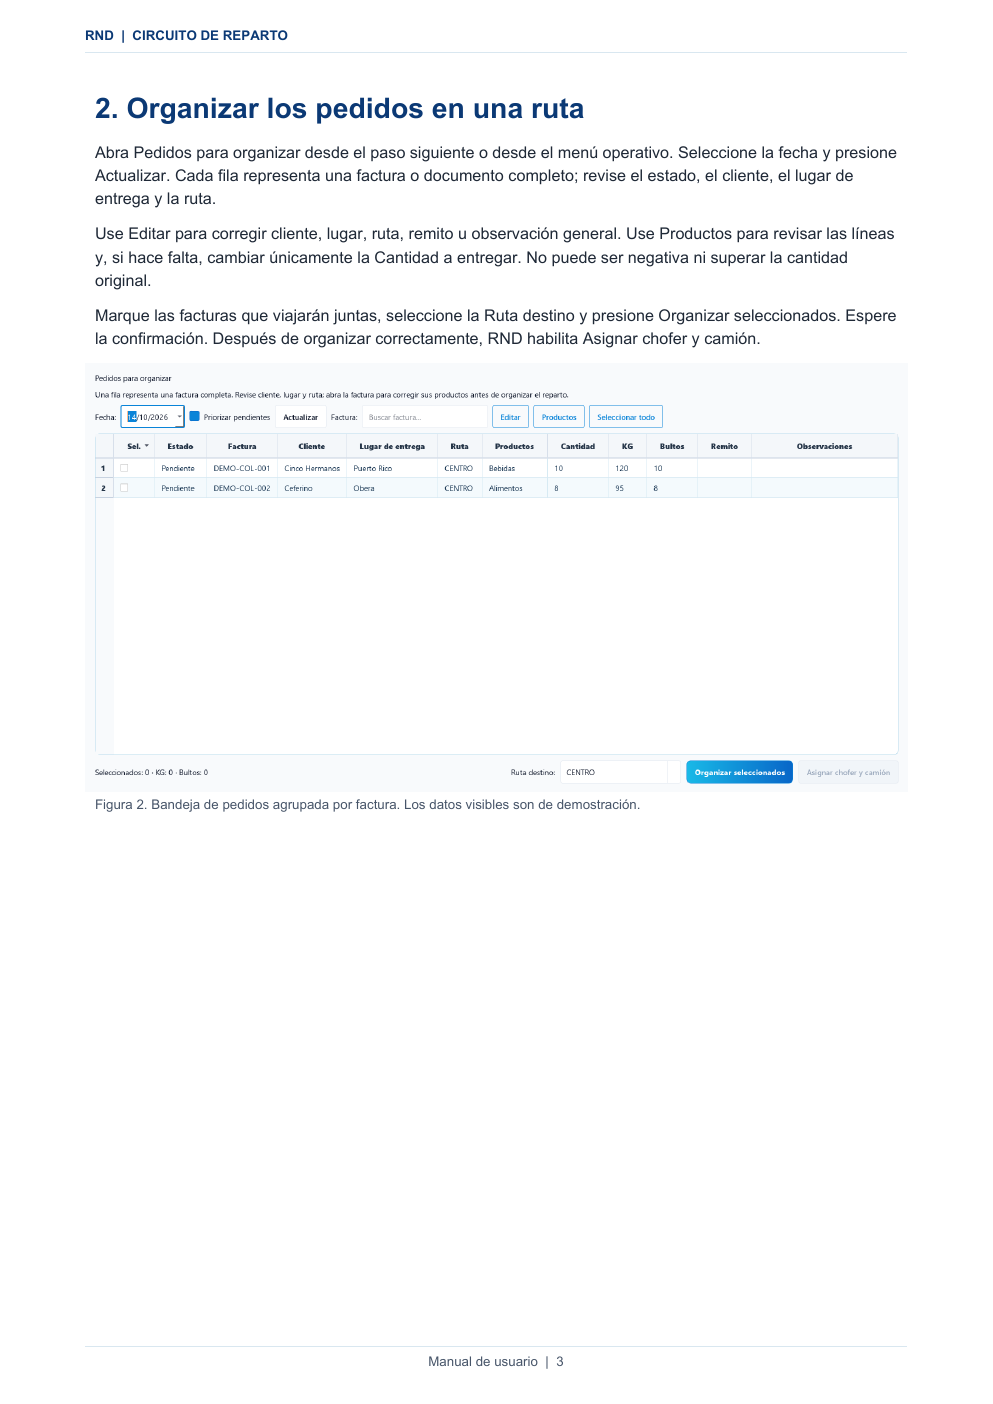 RND | CIRCUITO DE REPARTO
2. Organizar los pedidos en una ruta
Abra Pedidos para organizar desde el paso siguiente o desde el menú operativo. Seleccione la fecha y presione
Actualizar. Cada fila representa una factura o documento completo; revise el estado, el cliente, el lugar de
entrega y la ruta.
Use Editar para corregir cliente, lugar, ruta, remito u observación general. Use Productos para revisar las líneas
y, si hace falta, cambiar únicamente la Cantidad a entregar. No puede ser negativa ni superar la cantidad
original.
Marque las facturas que viajarán juntas, seleccione la Ruta destino y presione Organizar seleccionados. Espere
la confirmación. Después de organizar correctamente, RND habilita Asignar chofer y camión.
Pedidos para organizar
Una fila representa una factura completa. Revise cliente, lugar y ruta; abra la factura para corregir sus productos antes de organizar el reparto.
Fecha: 14/10/2026 Priorizar pendientes Actualizar Factura: Buscar factura... Editar Productos Seleccionar todo
Sel. Estado Factura Cliente Lugar de entrega Ruta Productos Cantidad KG Bultos Remito Observaciones
1 Pendiente DEMO-COL-001 Cinco Hermanos Puerto Rico CENTRO Bebidas 10 120 10
2 Pendiente DEMO-COL-002 Ceferino Obera CENTRO Alimentos 8 95 8
Seleccionados: 0 · KG: 0 · Bultos: 0 Ruta destino: CENTRO Organizar seleccionados Asignar chofer y camión
Figura 2. Bandeja de pedidos agrupada por factura. Los datos visibles son de demostración.
Manual de usuario | 3